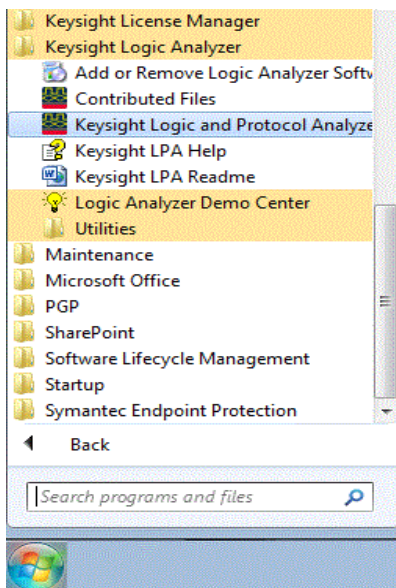 Keysight License Manager
Keysight Logic Analyzer
Add or Remove Logic Analyzer Softw
Contributed Files
Keysight Logic and Protocol Analyze
Keysight LPA Help
Keysight LPA Readme
Logic Analyzer Demo Center
Utilities
Maintenance
Microsoft Office
PGP
SharePoint
Software Lifecycle Management
Startup
Symantec Endpoint Protection
Back
Search programs and files